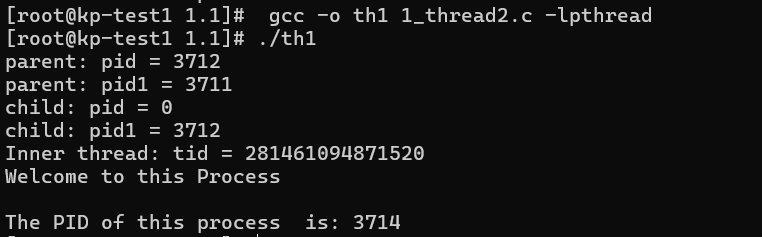 [root@kp-test1 1.1]#  gcc -o th1 1_thread2.c -lpthread
[root@kp-test1 1.1]# ./th1
parent: pid = 3712
parent: pid1 = 3711
child: pid = 0
child: pid1 = 3712
Inner thread: tid = 281461094871520
Welcome to this Process
The PID of this process  is: 3714